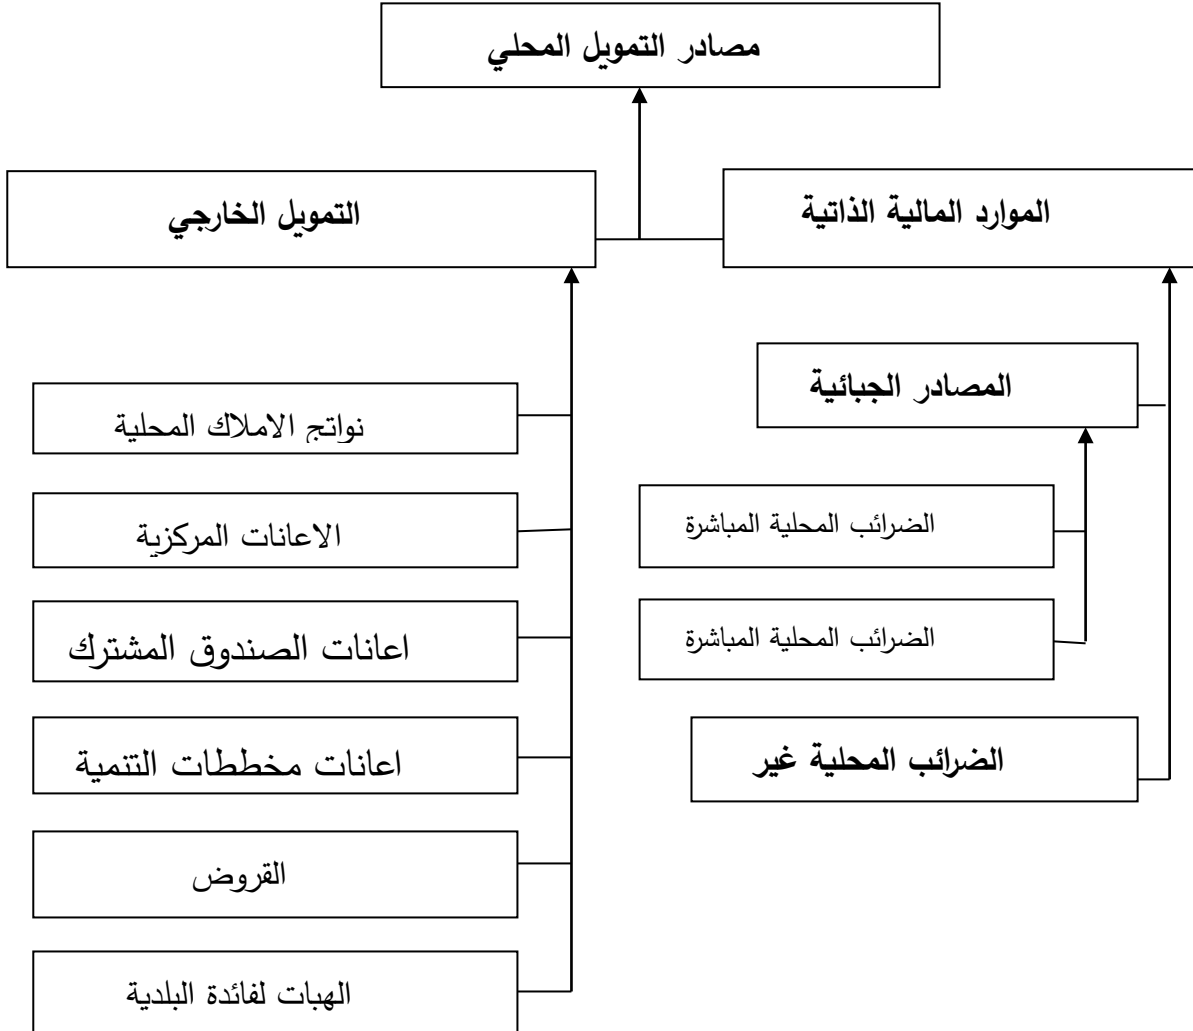 مصادر التمويل المحلي
الموارد المالية الذاتية
التمويل الخارجي
المصادر الجبائية
الضرائب المحلية المباشرة
الضرائب المحلية المباشرة
الضرائب المحلية غير
نواتج الاملاك المحلية
الاعانات المركزية
اعانات الصندوق المشترك
اعانات مخططات التنمية
القروض
الهبات لفائدة البلدية